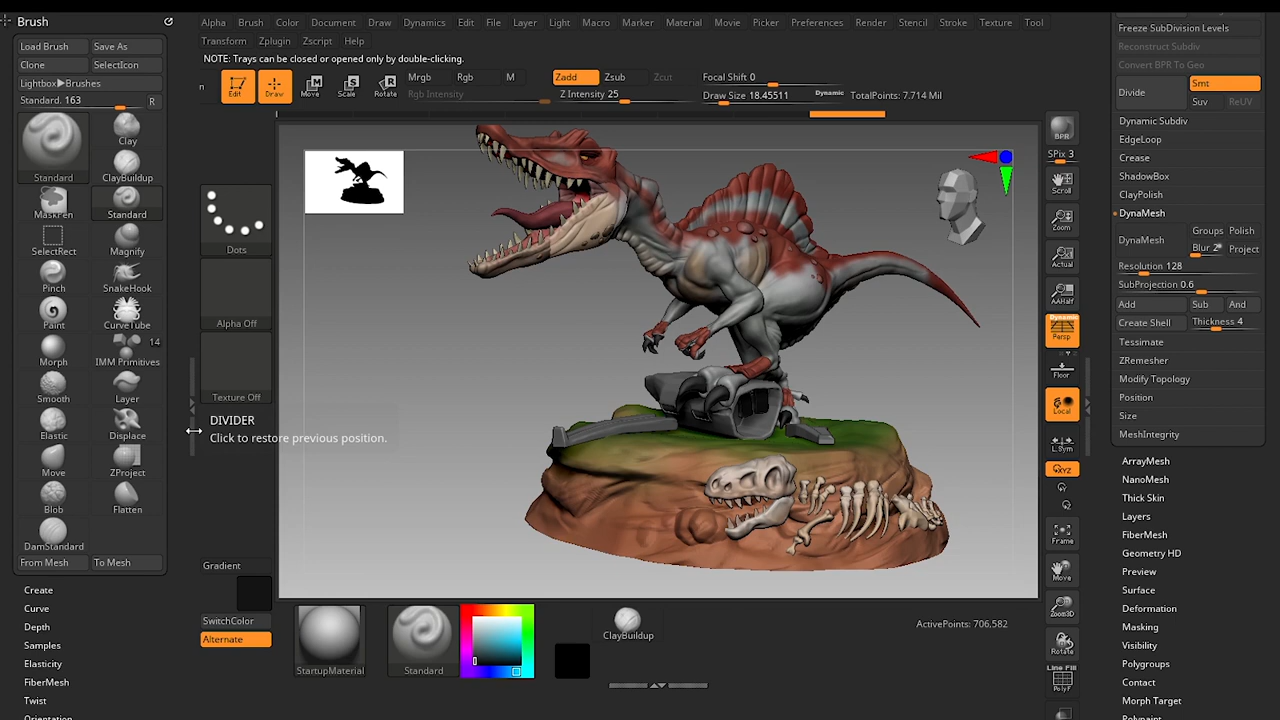 Brush
Alpha Brush Color Document Draw Dynamics Edit File Layer Light Macro Marker Material Movie Picker Preferences Render Stencil Stroke Texture Tool
Transform Zplugin Zscript Help
NOTE: Trays can be closed or opened only by double-clicking.
Load Brush Save As
Clone SelectIcon
Lightbox▶Brushes
Standard. 163 R
Standard
Clay
ClayBuildup
MaskPen Standard
SelectRect Magnify
Pinch SnakeHook
Paint CurveTube
14
Morph IMM Primitives
Smooth Layer
Elastic Displace
Move ZProject
Blob Flatten
DamStandard
From Mesh To Mesh
Create
Curve
Depth
Samples
Elasticity
FiberMesh
Twist
Orientation
n
Edit Draw Move Scale Rotate
Mrgb Rgb M
Rgb Intensity
Zadd Zsub Zcut
Z Intensity 25
Focal Shift 0
Draw Size 18.45511 Dynamic
TotalPoints: 7.714 Mil
Dots
Alpha Off
Texture Off
DIVIDER
Click to restore previous position.
Gradient
SwitchColor
Alternate
StartupMaterial
Standard
ClayBuildup
ActivePoints: 706,582
BPR
SPix 3
Scroll
Zoom
Actual
AAHalf
Dynamic
Persp
Floor
Local
L.Sym
XYZ
Y
Z
Frame
Move
Zoom3D
Rotate
Line Fill
PolyF
Freeze SubDivision Levels
Reconstruct Subdiv
Convert BPR To Geo
Divide Smt
Suv ReUV
Dynamic Subdiv
EdgeLoop
Crease
ShadowBox
ClayPolish
DynaMesh
DynaMesh Groups Polish
Blur 2 Project
Resolution 128
SubProjection 0.6
Add Sub And
Create Shell Thickness 4
Tessimate
ZRemesher
Modify Topology
Position
Size
MeshIntegrity
ArrayMesh
NanoMesh
Thick Skin
Layers
FiberMesh
Geometry HD
Preview
Surface
Deformation
Masking
Visibility
Polygroups
Contact
Morph Target
Polypaint